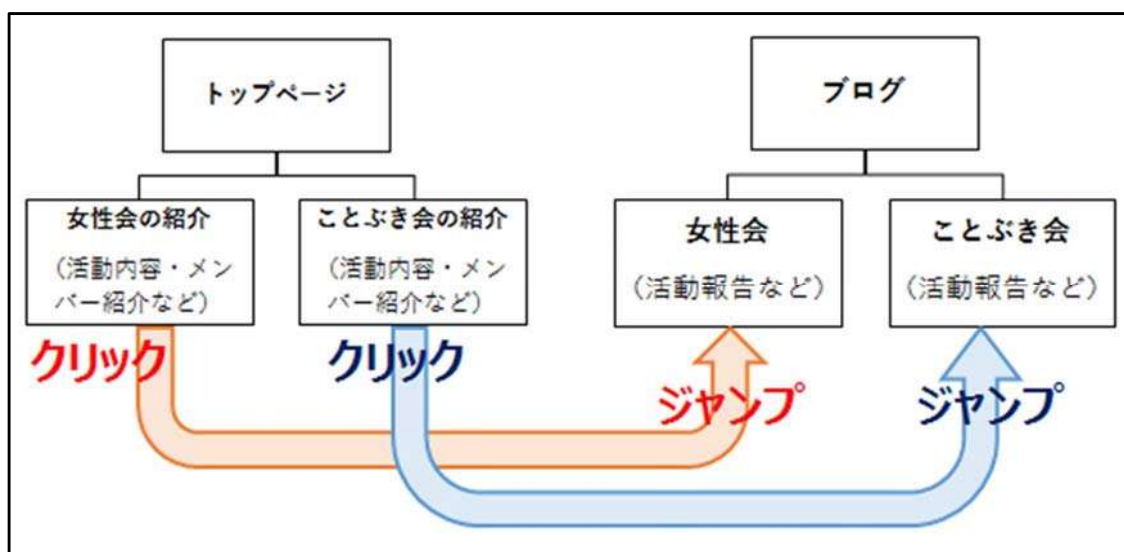 トップページ
ブログ
女性会の紹介
（活動内容・メン
バー紹介など）
ことぶき会の紹介
（活動内容・メン
バー紹介など）
女性会
（活動報告など）
ことぶき会
（活動報告など）
クリック
クリック
ジャンプ
ジャンプ